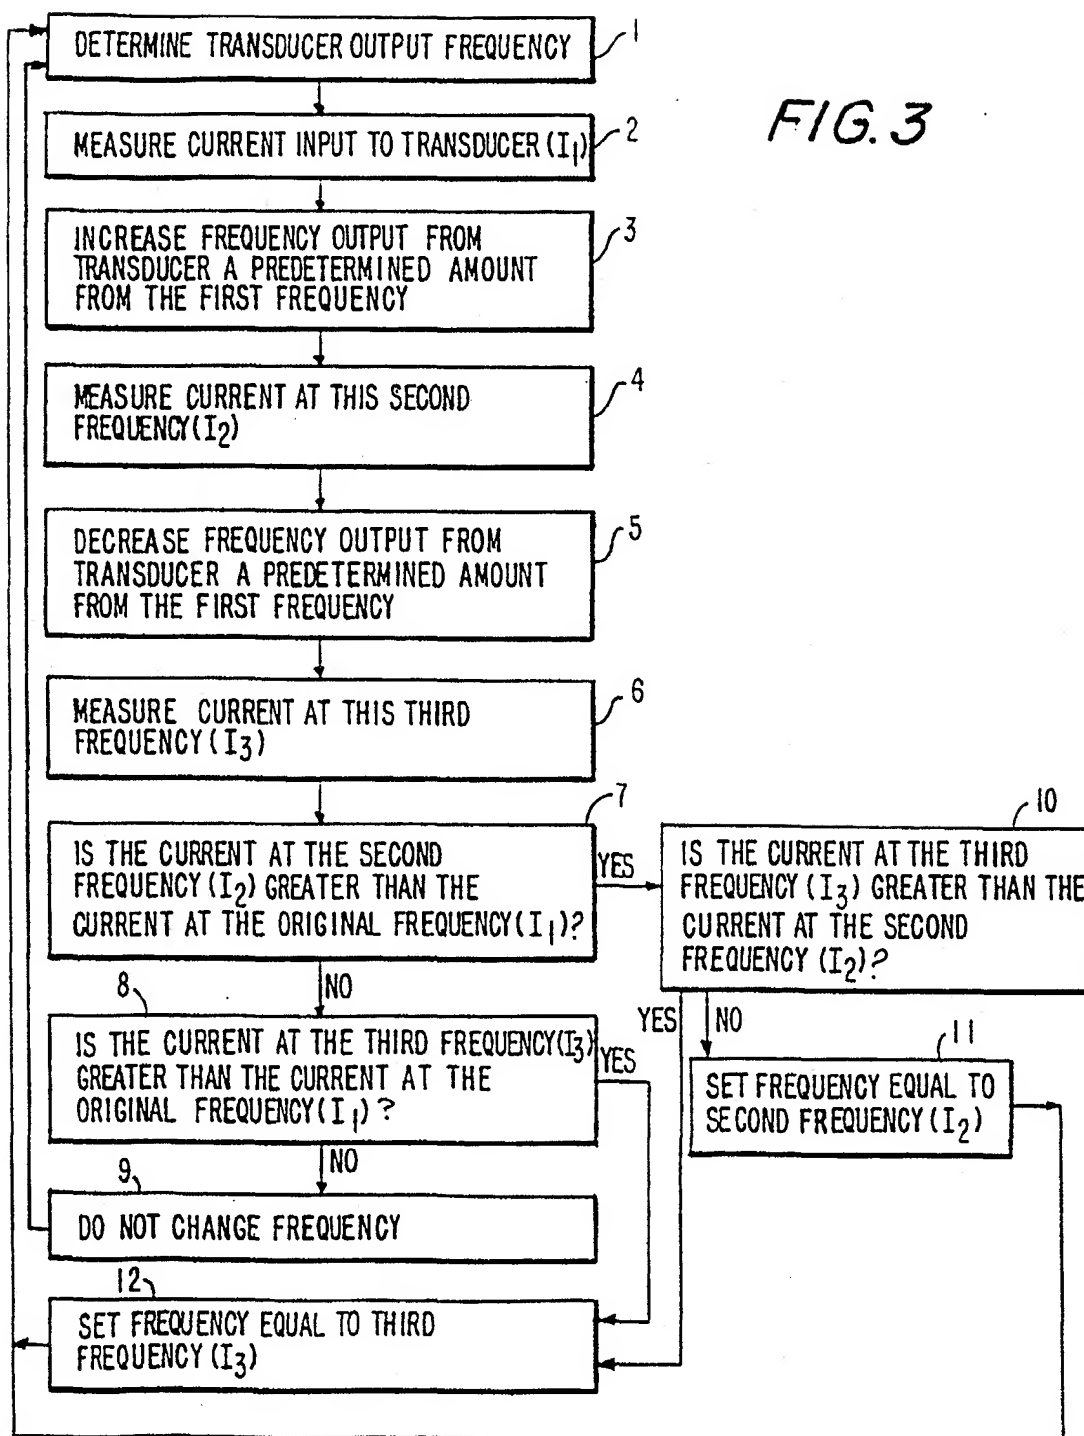 FIG. 3
1
DETERMINE TRANSDUCER OUTPUT FREQUENCY
2
MEASURE CURRENT INPUT TO TRANSDUCER (I1)
3
INCREASE FREQUENCY OUTPUT FROM
TRANSDUCER A PREDETERMINED AMOUNT
FROM THE FIRST FREQUENCY
4
MEASURE CURRENT AT THIS SECOND
FREQUENCY (I2)
5
DECREASE FREQUENCY OUTPUT FROM
TRANSDUCER A PREDETERMINED AMOUNT
FROM THE FIRST FREQUENCY
6
MEASURE CURRENT AT THIS THIRD
FREQUENCY (I3)
7
IS THE CURRENT AT THE SECOND
FREQUENCY (I2) GREATER THAN THE
CURRENT AT THE ORIGINAL FREQUENCY (I1)?
YES
NO
10
IS THE CURRENT AT THE THIRD
FREQUENCY (I3) GREATER THAN THE
CURRENT AT THE SECOND
FREQUENCY (I2)?
YES
NO
8
IS THE CURRENT AT THE THIRD FREQUENCY (I3)
GREATER THAN THE CURRENT AT THE
ORIGINAL FREQUENCY (I1)?
YES
NO
11
SET FREQUENCY EQUAL TO
SECOND FREQUENCY (I2)
9
DO NOT CHANGE FREQUENCY
12
SET FREQUENCY EQUAL TO THIRD
FREQUENCY (I3)